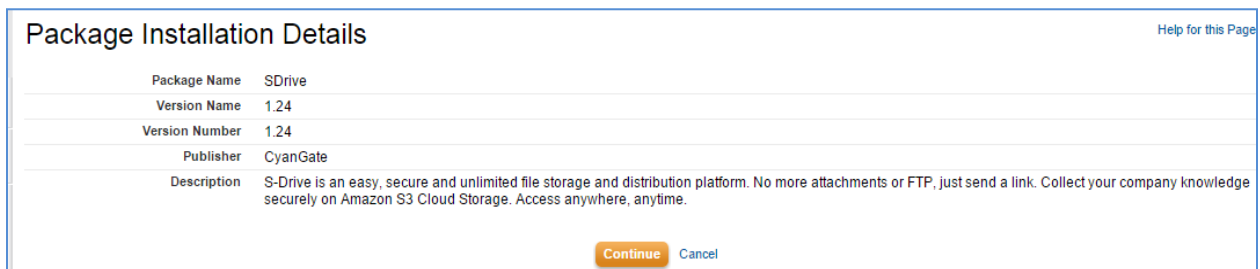 Package Installation Details
Help for this Page
Package Name SDrive
Version Name 1.24
Version Number 1.24
Publisher CyanGate
Description S-Drive is an easy, secure and unlimited file storage and distribution platform. No more attachments or FTP, just send a link. Collect your company knowledge
securely on Amazon S3 Cloud Storage. Access anywhere, anytime.
Continue Cancel